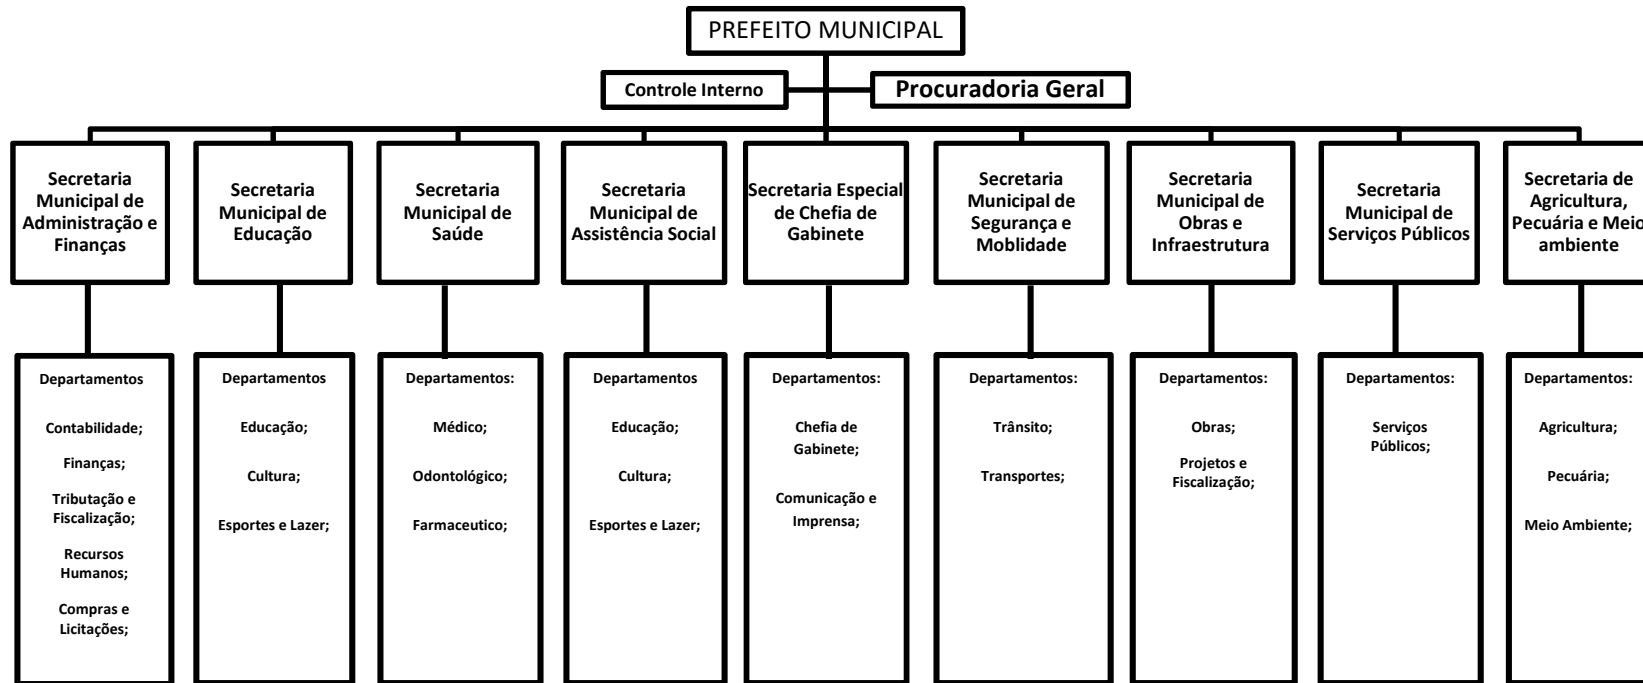 PREFEITO MUNICIPAL
Controle Interno
Procuradoria Geral
Secretaria
Municipal de
Administração e
Finanças
Secretaria
Municipal de
Educação
Secretaria
Municipal de
Saúde
Secretaria
Municipal de
Assistência Social
Secretaria Especial
de Chefia de
Gabinete
Secretaria
Municipal de
Segurança e
Moblidade
Secretaria
Municipal de
Obras e
Infraestrutura
Secretaria
Municipal de
Serviços Públicos
Secretaria de
Agricultura,
Pecuária e Meio
ambiente
Departamentos
Contabilidade;
Finanças;
Tributação e
Fiscalização;
Recursos
Humanos;
Compras e
Licitações;
Departamentos
Educação;
Cultura;
Esportes e Lazer;
Departamentos:
Médico;
Odontológico;
Farmaceutico;
Departamentos
Educação;
Cultura;
Esportes e Lazer;
Departamentos:
Chefia de
Gabinete;
Comunicação e
Imprensa;
Departamentos:
Trânsito;
Transportes;
Departamentos:
Obras;
Projetos e
Fiscalização;
Departamentos:
Serviços
Públicos;
Departamentos:
Agricultura;
Pecuária;
Meio Ambiente;